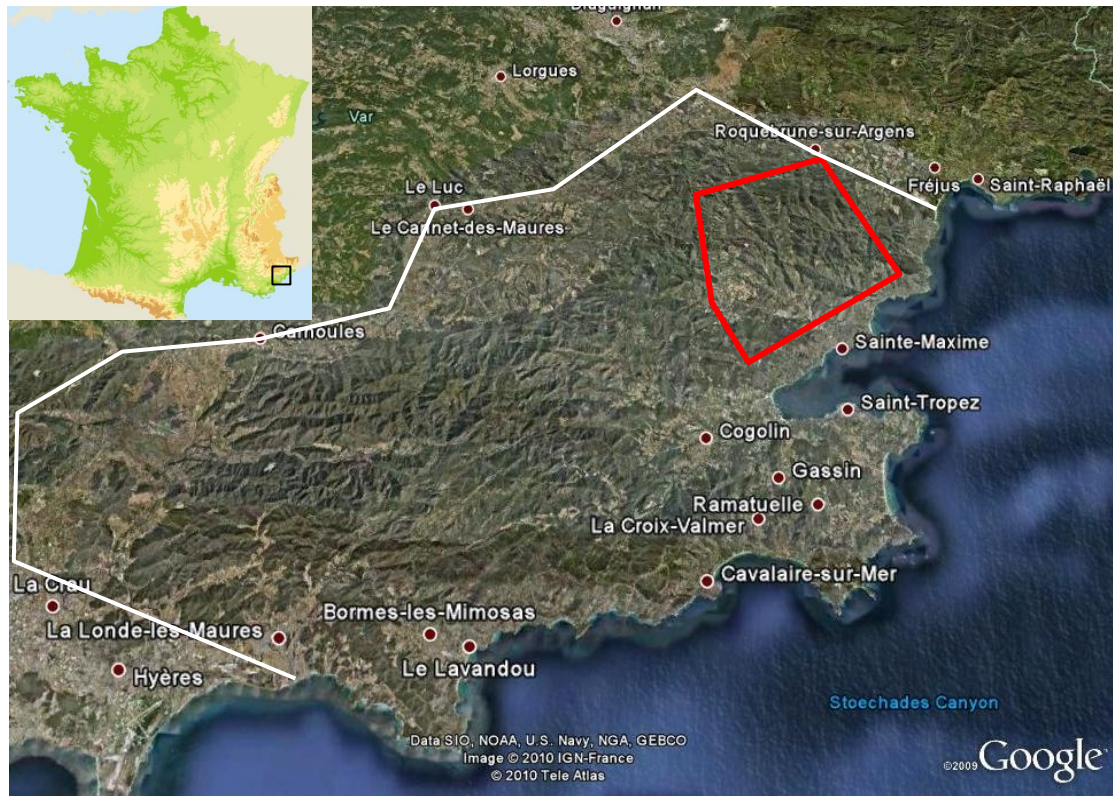 Draguignan
Lorgues
Var
Roquebrune-sur-Argens
Fréjus
Saint-Raphaël
Le Luc
Le Cannet-des-Maures
Carnoules
Sainte-Maxime
Saint-Tropez
Cogolin
Gassin
Ramatuelle
La Croix-Valmer
Cavalaire-sur-Mer
La Crau
Bormes-les-Mimosas
La Londe-les-Maures
Le Lavandou
Hyères
Stoechades Canyon
Data SIO, NOAA, U.S. Navy, NGA, GEBCO
Image © 2010 IGN-France
© 2010 Tele Atlas
©2009 Google